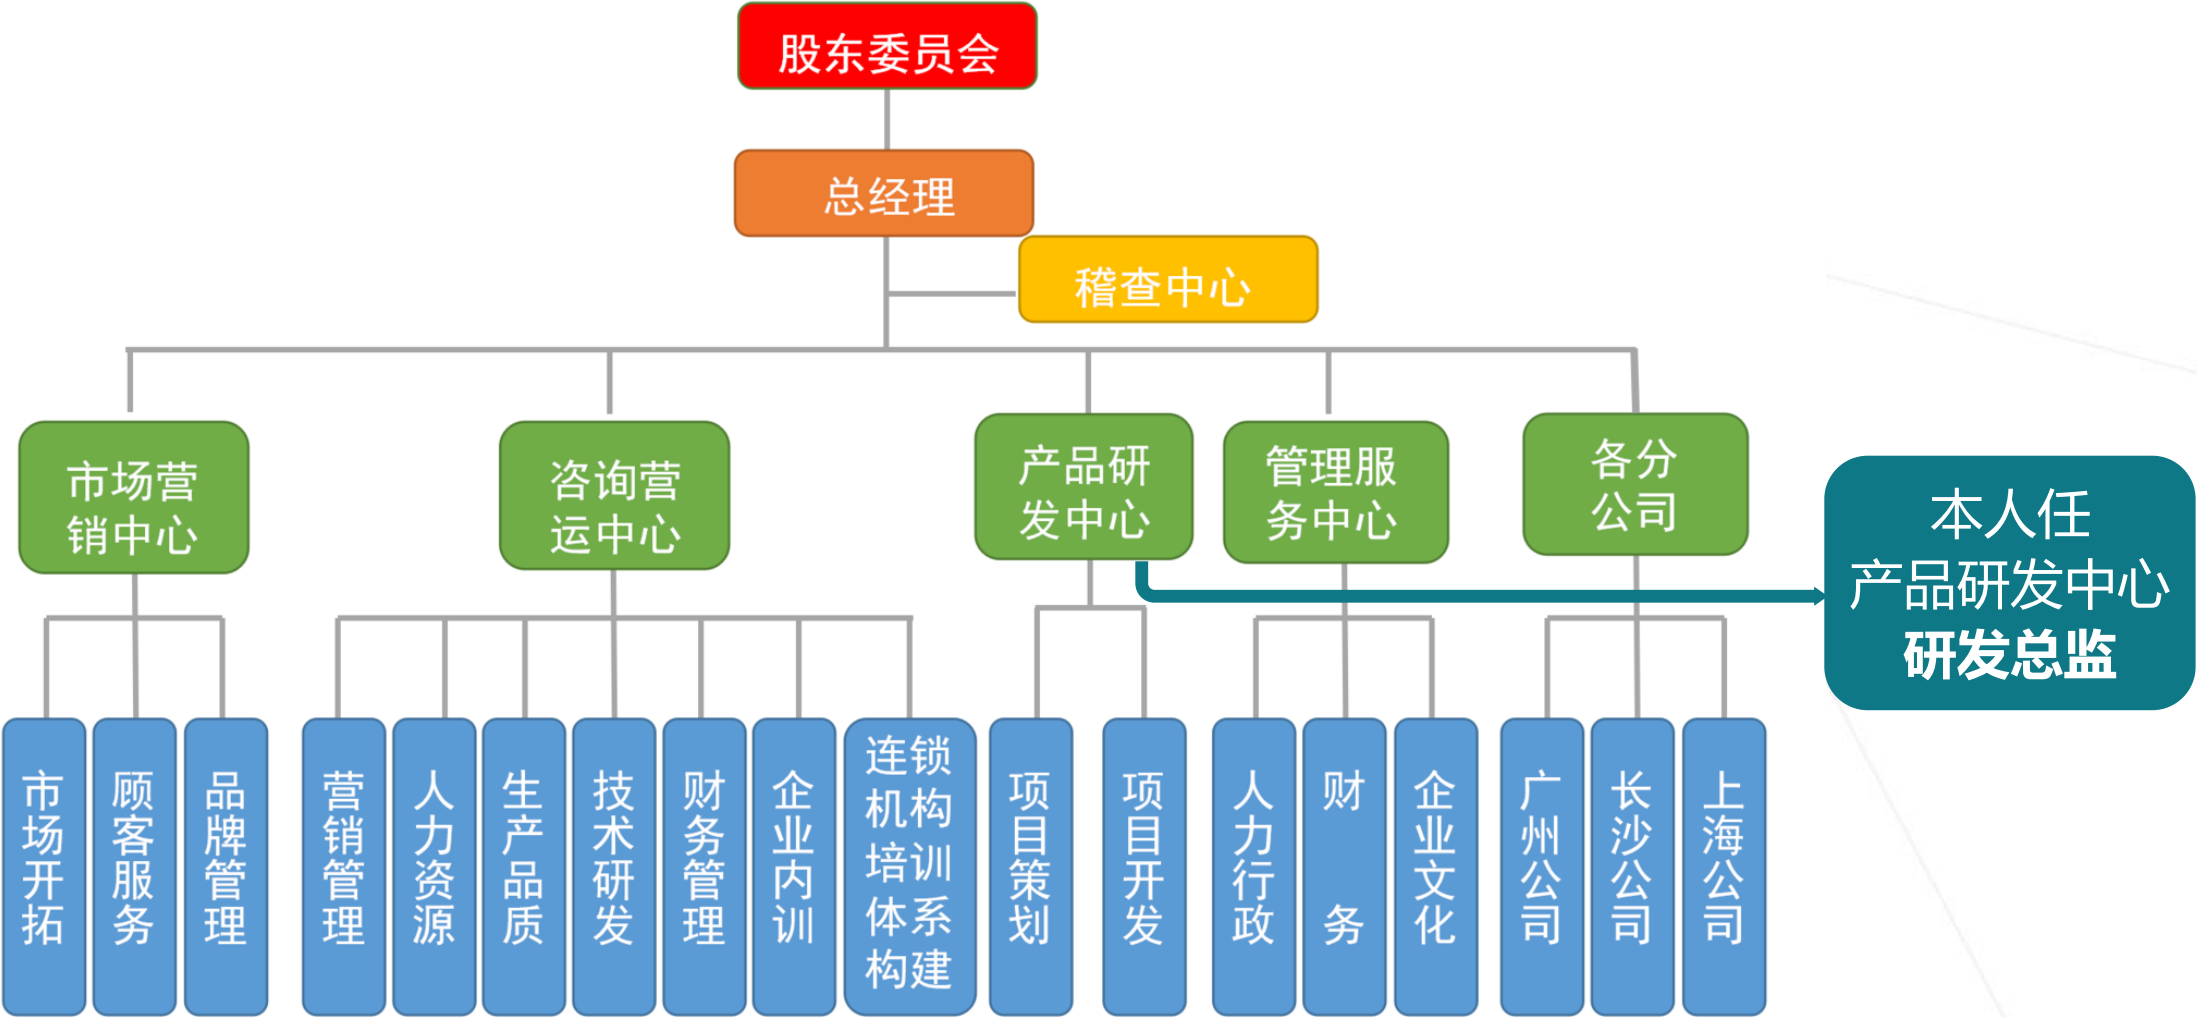 股东委员会
总经理
稽查中心
市场营
销中心
咨询营
运中心
产品研
发中心
管理服
务中心
各分
公司
本人任
产品研发中心
研发总监
市场开拓
顾客服务
品牌管理
营销管理
人力资源
生产品质
技术研发
财务管理
企业内训
连锁
机构
培训
体系
构建
项目策划
项目开发
人力行政
财务
企业文化
广州公司
长沙公司
上海公司